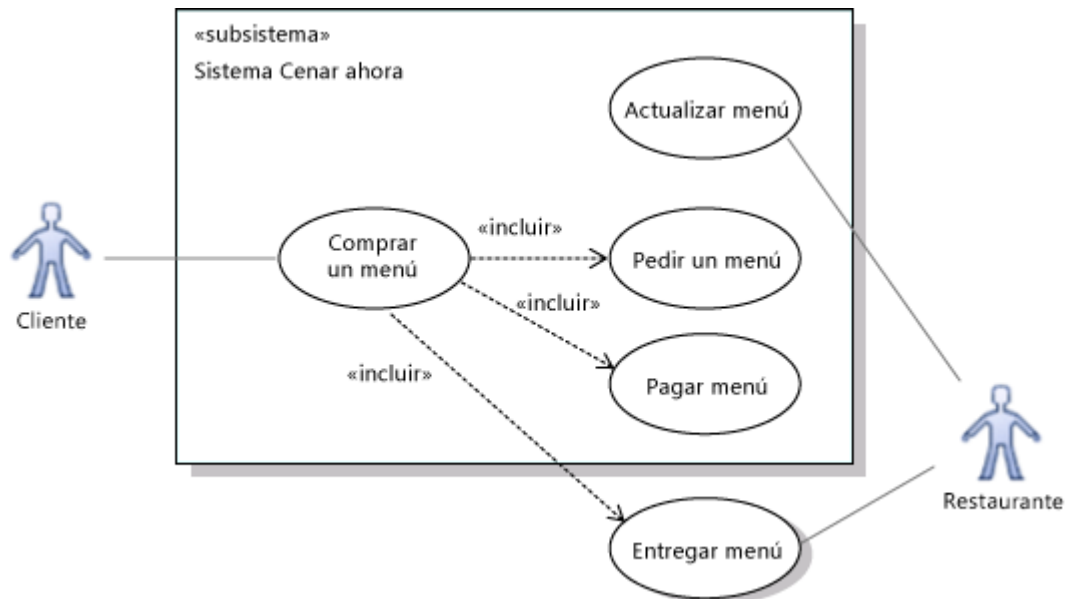 «subsistema»
Sistema Cenar ahora
Actualizar menú
«incluir»
Comprar
un menú
Pedir un menú
«incluir»
Cliente
«incluir»
Pagar menú
Restaurante
Entregar menú